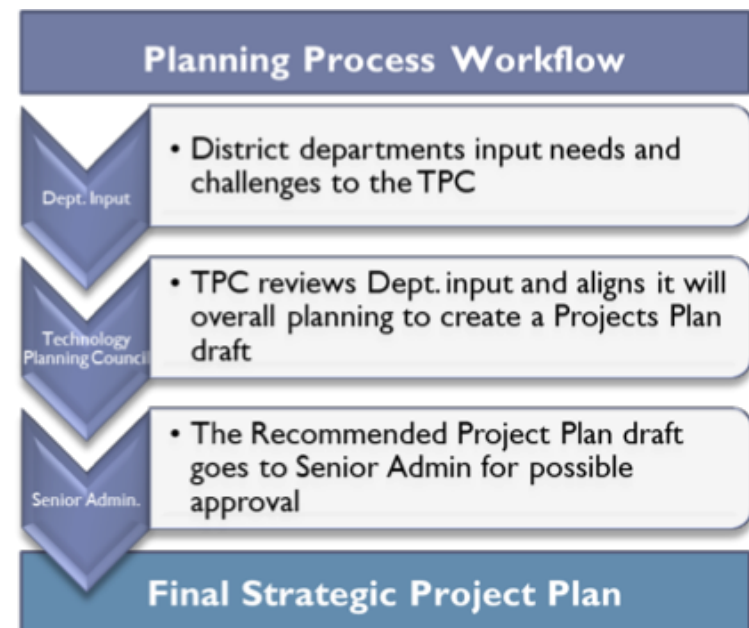 Planning Process Workflow
Dept. Input
• District departments input needs and
challenges to the TPC
Technology
Planning Council
• TPC reviews Dept. input and aligns it will
overall planning to create a Projects Plan
draft
Senior Admin.
• The Recommended Project Plan draft
goes to Senior Admin for possible
approval
Final Strategic Project Plan